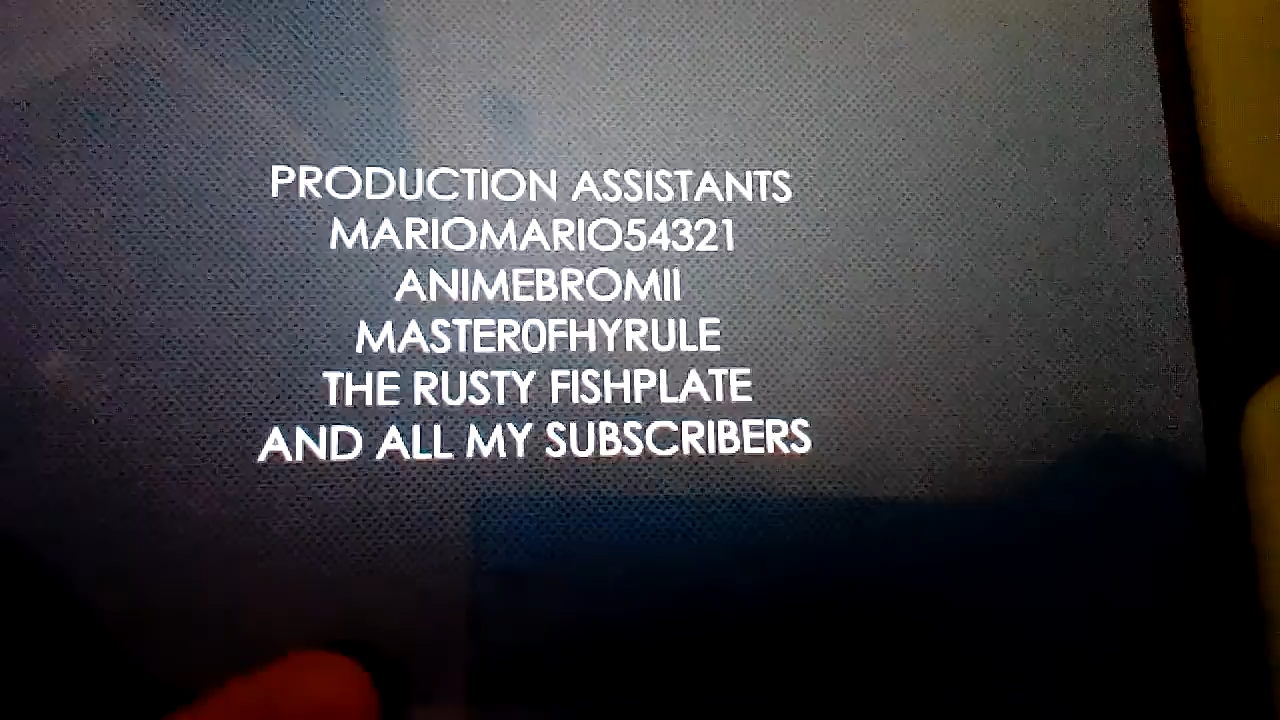 PRODUCTION ASSISTANTS
MARIOMARIO54321
ANIMEBROMII
MASTER0FHYRULE
THE RUSTY FISHPLATE
AND ALL MY SUBSCRIBERS